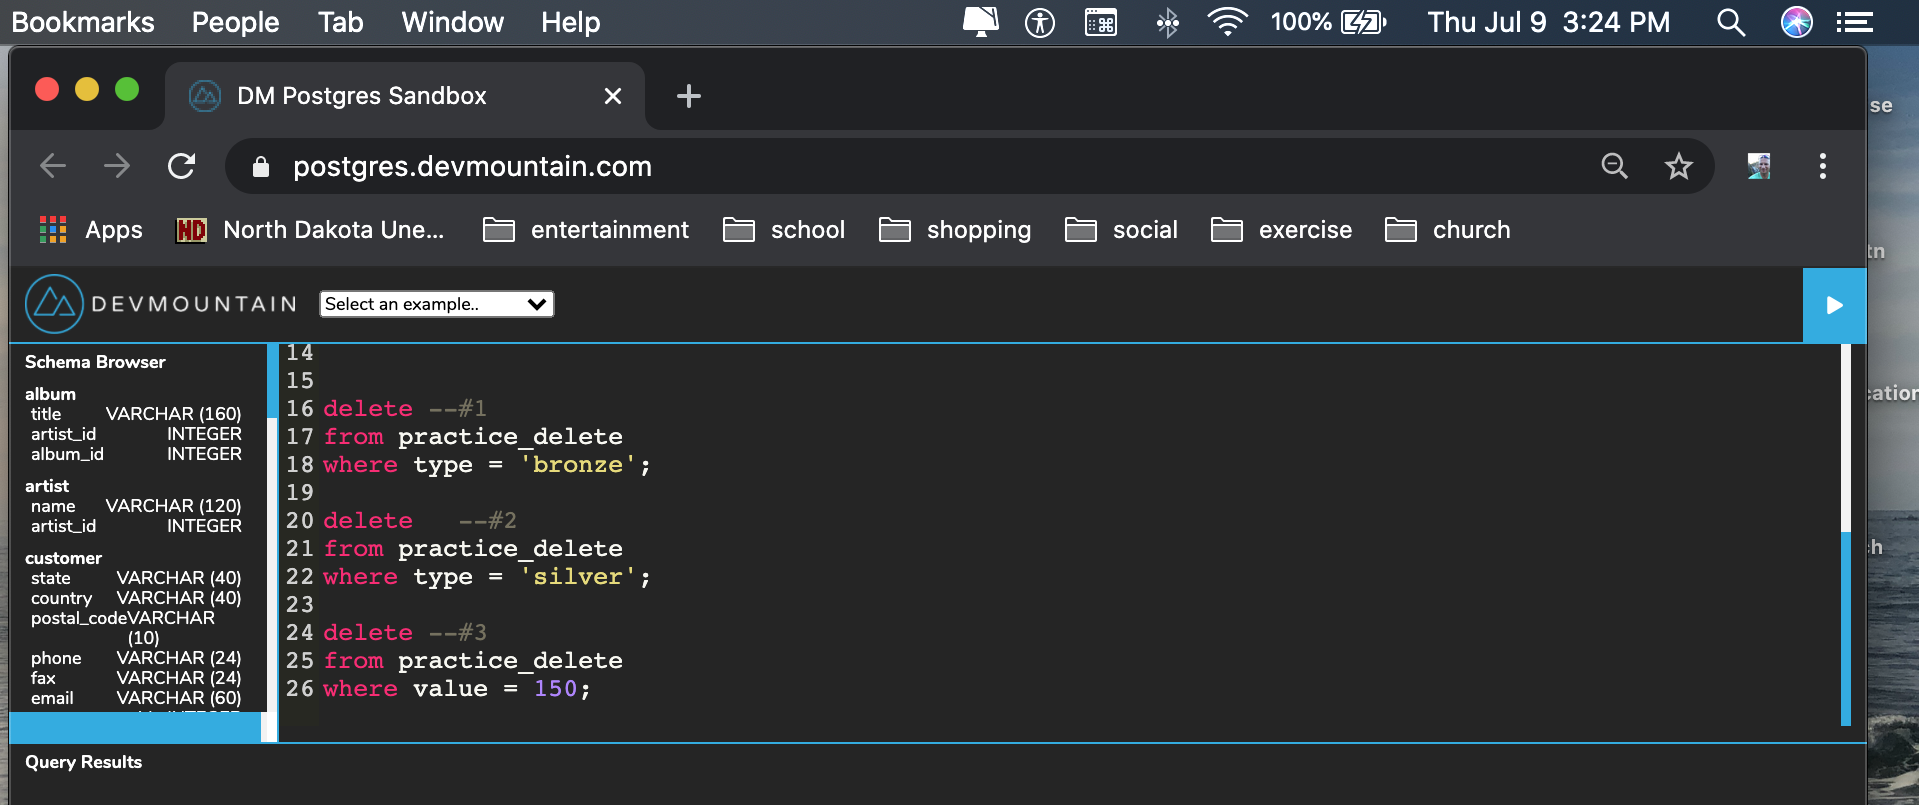 Bookmarks People Tab Window Help 100% Thu Jul 9 3:24 PM
DM Postgres Sandbox
postgres.devmountain.com
Apps ND North Dakota Une... entertainment school shopping social exercise church
DEVMOUNTAIN Select an example..
Schema Browser
album
title VARCHAR (160)
artist_id INTEGER
album_id INTEGER
artist
name VARCHAR (120)
artist_id INTEGER
customer
state VARCHAR (40)
country VARCHAR (40)
postal_code VARCHAR
(10)
phone VARCHAR (24)
fax VARCHAR (24)
email VARCHAR (60)
14
15
16 delete --#1
17 from practice_delete
18 where type = 'bronze';
19
20 delete   --#2
21 from practice_delete
22 where type = 'silver';
23
24 delete --#3
25 from practice_delete
26 where value = 150;
Query Results
se
tn
cation
h